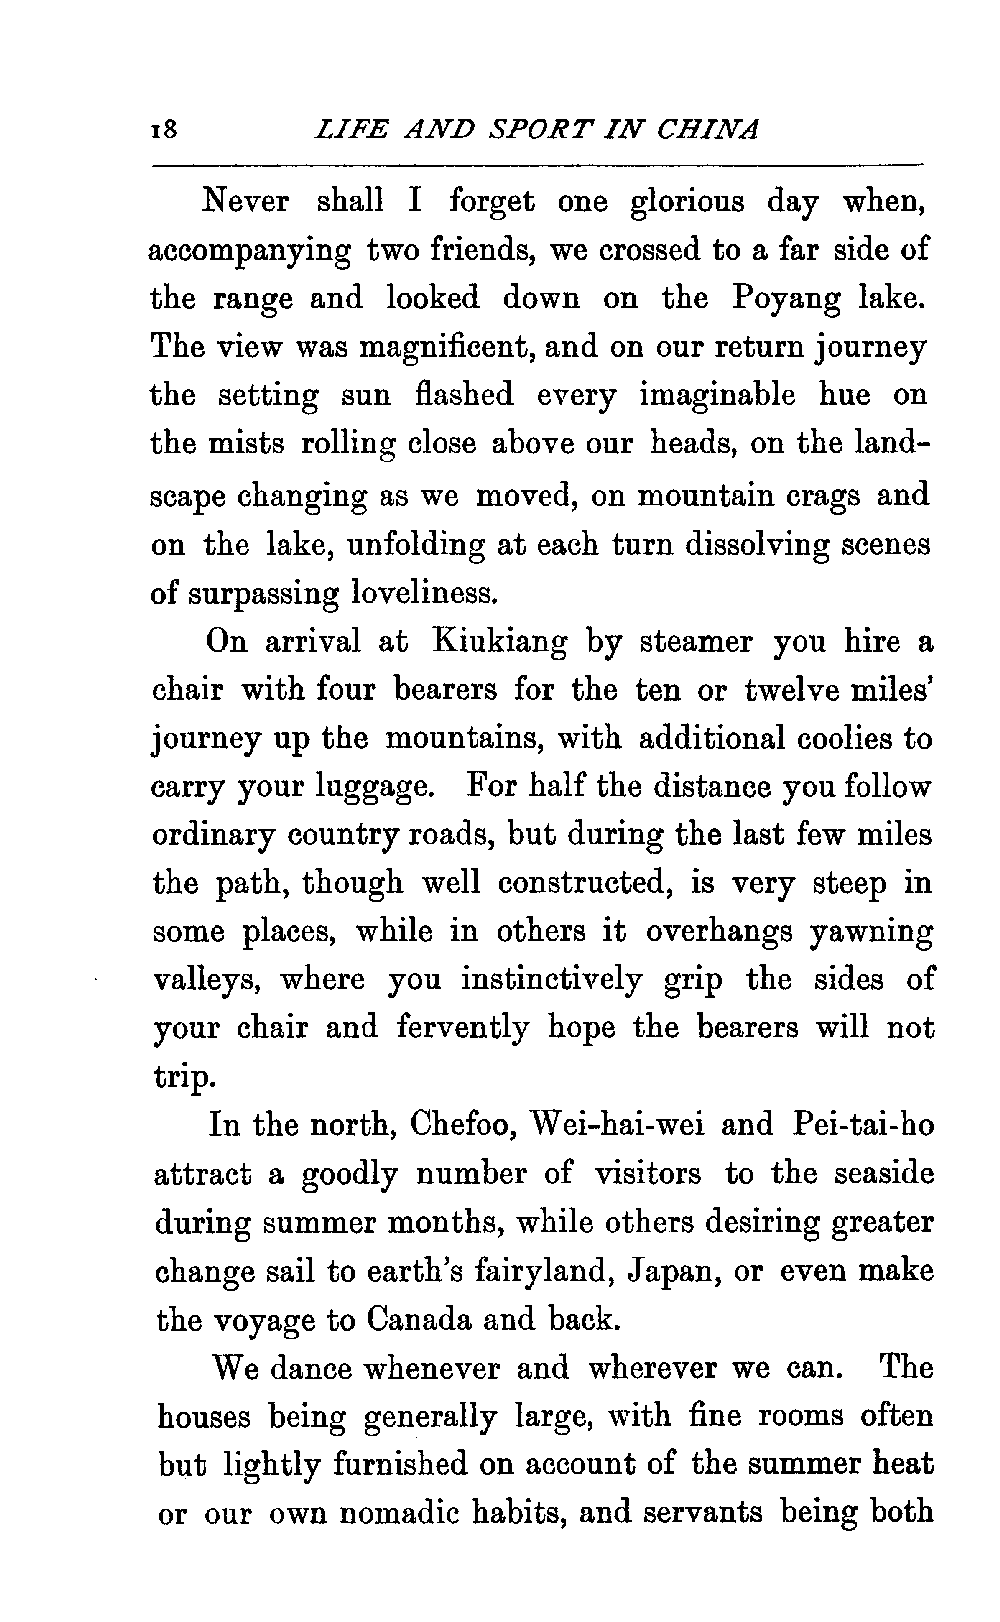 18 LIFE AND SPORT IN CHINA
Never shall I forget one glorious day when,
accompanying two friends, we crossed to a far side of
the range and looked down on the Poyang lake.
The view was magnificent, and on our return journey
the setting sun flashed every imaginable hue on
the mists rolling close above our heads, on the land-
scape changing as we moved, on mountain crags and
on the lake, unfolding at each turn dissolving scenes
of surpassing loveliness.
On arrival at Kiukiang by steamer you hire a
chair with four bearers for the ten or twelve miles’
journey up the mountains, with additional coolies to
carry your luggage. For half the distance you follow
ordinary country roads, but during the last few miles
the path, though well constructed, is very steep in
some places, while in others it overhangs yawning
valleys, where you instinctively grip the sides of
your chair and fervently hope the bearers will not
trip.
In the north, Chefoo, Wei-hai-wei and Pei-tai-ho
attract a goodly number of visitors to the seaside
during summer months, while others desiring greater
change sail to earth’s fairyland, Japan, or even make
the voyage to Canada and back.
We dance whenever and wherever we can. The
houses being generally large, with fine rooms often
but lightly furnished on account of the summer heat
or our own nomadic habits, and servants being both